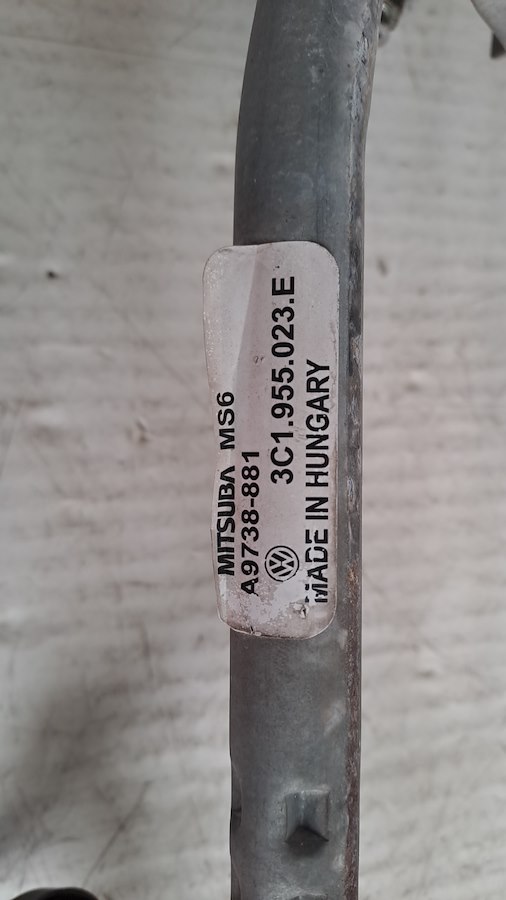 MITSUBA MS6
A9738-881
3C1.955.023.E
MADE IN HUNGARY